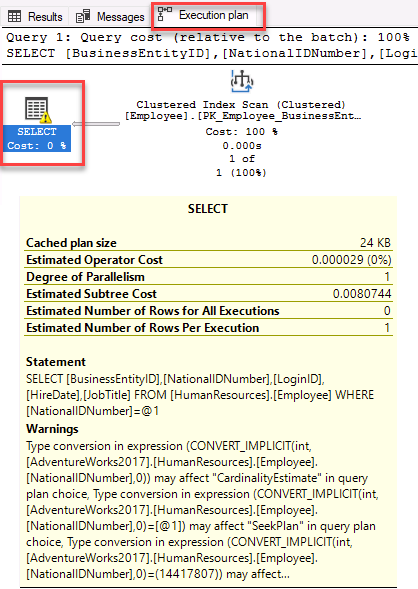 Results Messages Execution plan
Query 1: Query cost (relative to the batch): 100%
SELECT [BusinessEntityID],[NationalIDNumber],[Logi
Clustered Index Scan (Clustered)
[Employee].[PK_Employee_BusinessEnt…
SELECT
Cost: 0 %
Cost: 100 %
0.000s
1 of
1 (100%)
SELECT
Cached plan size 24 KB
Estimated Operator Cost 0.000029 (0%)
Degree of Parallelism 1
Estimated Subtree Cost 0.0080744
Estimated Number of Rows for All Executions 0
Estimated Number of Rows Per Execution 1
Statement
SELECT [BusinessEntityID],[NationalIDNumber],[LoginID],
[HireDate],[JobTitle] FROM [HumanResources].[Employee] WHERE
[NationalIDNumber]=@1
Warnings
Type conversion in expression (CONVERT_IMPLICIT(int,
[AdventureWorks2017].[HumanResources].[Employee].
[NationalIDNumber],0)) may affect "CardinalityEstimate" in query
plan choice, Type conversion in expression (CONVERT_IMPLICIT(int,
[AdventureWorks2017].[HumanResources].[Employee].
[NationalIDNumber],0)=[@1]) may affect "SeekPlan" in query plan
choice, Type conversion in expression (CONVERT_IMPLICIT(int,
[AdventureWorks2017].[HumanResources].[Employee].
[NationalIDNumber],0)=(14417807)) may affect...